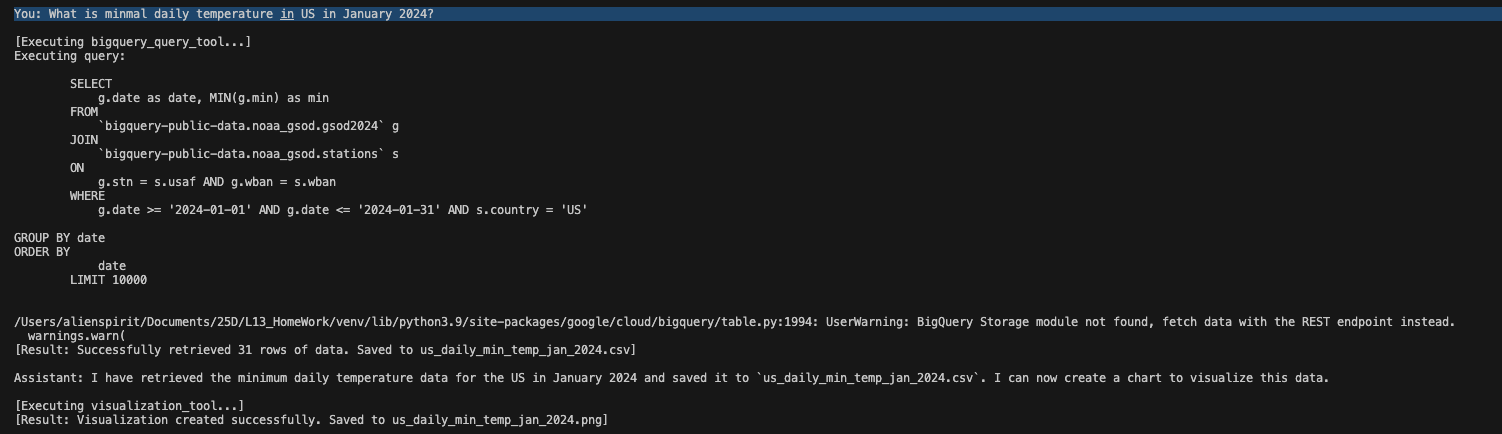 You: What is minmal daily temperature in US in January 2024?
[Executing bigquery_query_tool...]
Executing query:
SELECT
g.date as date, MIN(g.min) as min
FROM
`bigquery-public-data.noaa_gsod.gsod2024` g
JOIN
`bigquery-public-data.noaa_gsod.stations` s
ON
g.stn = s.usaf AND g.wban = s.wban
WHERE
g.date >= '2024-01-01' AND g.date <= '2024-01-31' AND s.country = 'US'
GROUP BY date
ORDER BY
date
LIMIT 10000
/Users/alienspirit/Documents/25D/L13_HomeWork/venv/lib/python3.9/site-packages/google/cloud/bigquery/table.py:1994: UserWarning: BigQuery Storage module not found, fetch data with the REST endpoint instead.
warnings.warn(
[Result: Successfully retrieved 31 rows of data. Saved to us_daily_min_temp_jan_2024.csv]
Assistant: I have retrieved the minimum daily temperature data for the US in January 2024 and saved it to `us_daily_min_temp_jan_2024.csv`. I can now create a chart to visualize this data.
[Executing visualization_tool...]
[Result: Visualization created successfully. Saved to us_daily_min_temp_jan_2024.png]